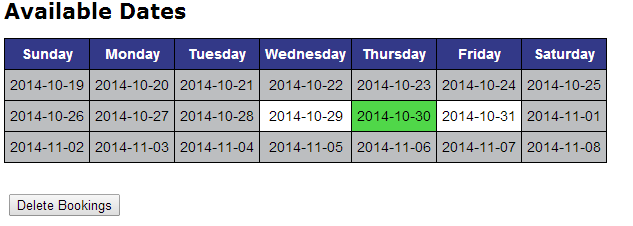 Available Dates
Sunday Monday Tuesday Wednesday Thursday Friday Saturday
2014-10-19 2014-10-20 2014-10-21 2014-10-22 2014-10-23 2014-10-24 2014-10-25
2014-10-26 2014-10-27 2014-10-28 2014-10-29 2014-10-30 2014-10-31 2014-11-01
2014-11-02 2014-11-03 2014-11-04 2014-11-05 2014-11-06 2014-11-07 2014-11-08
Delete Bookings